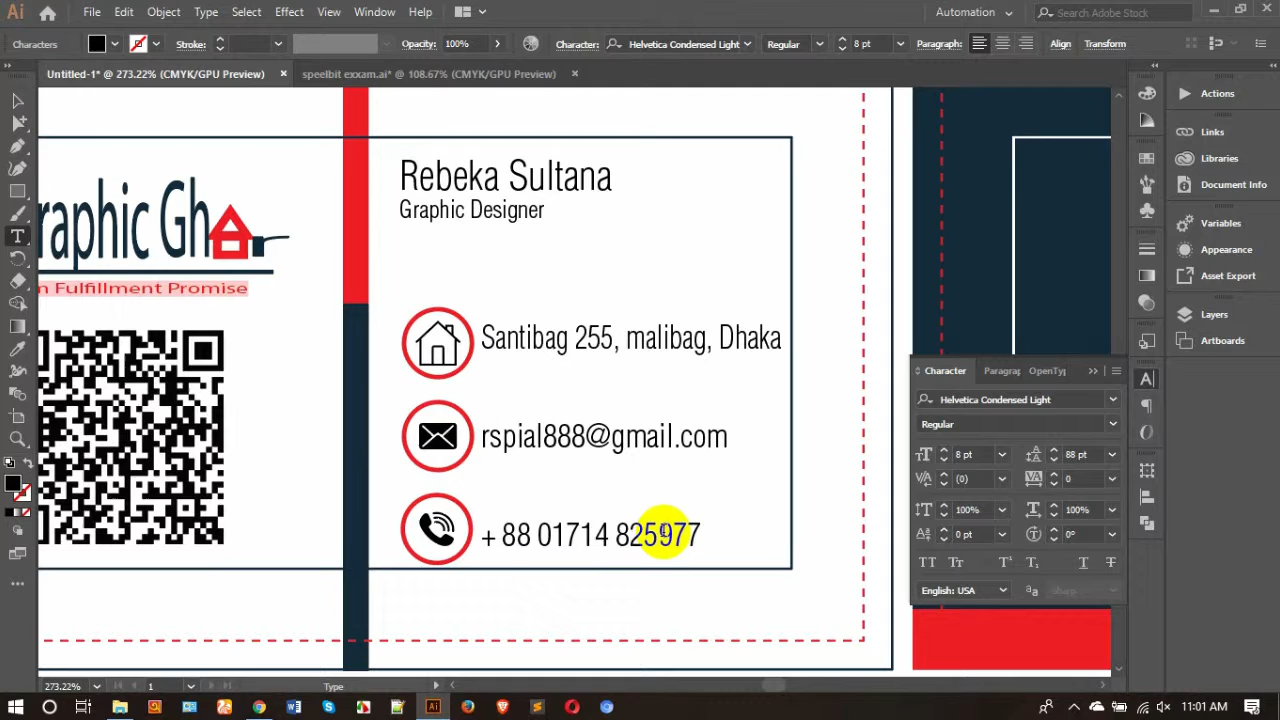 Ai File Edit Object Type Select Effect View Window Help Automation Search Adobe Stock
Characters Stroke: Opacity: 100% Character: Helvetica Condensed Light Regular 8 pt Paragraph: Align Transform
Untitled-1* @ 273.22% (CMYK/GPU Preview) × speelbit exxam.ai* @ 108.67% (CMYK/GPU Preview) ×
Actions
Links
Libraries
Document Info
Variables
Appearance
Asset Export
Layers
Artboards
raphic Gh
n Fulfillment Promise
Rebeka Sultana
Graphic Designer
Santibag 255, malibag, Dhaka
rspial888@gmail.com
+ 88 01714 825977
Character Paragrap OpenTyp
Helvetica Condensed Light
Regular
8 pt 88 pt
(0) 0
100% 100%
0 pt 0°
English: USA Sharp
273.22% 1 Type
11:01 AM